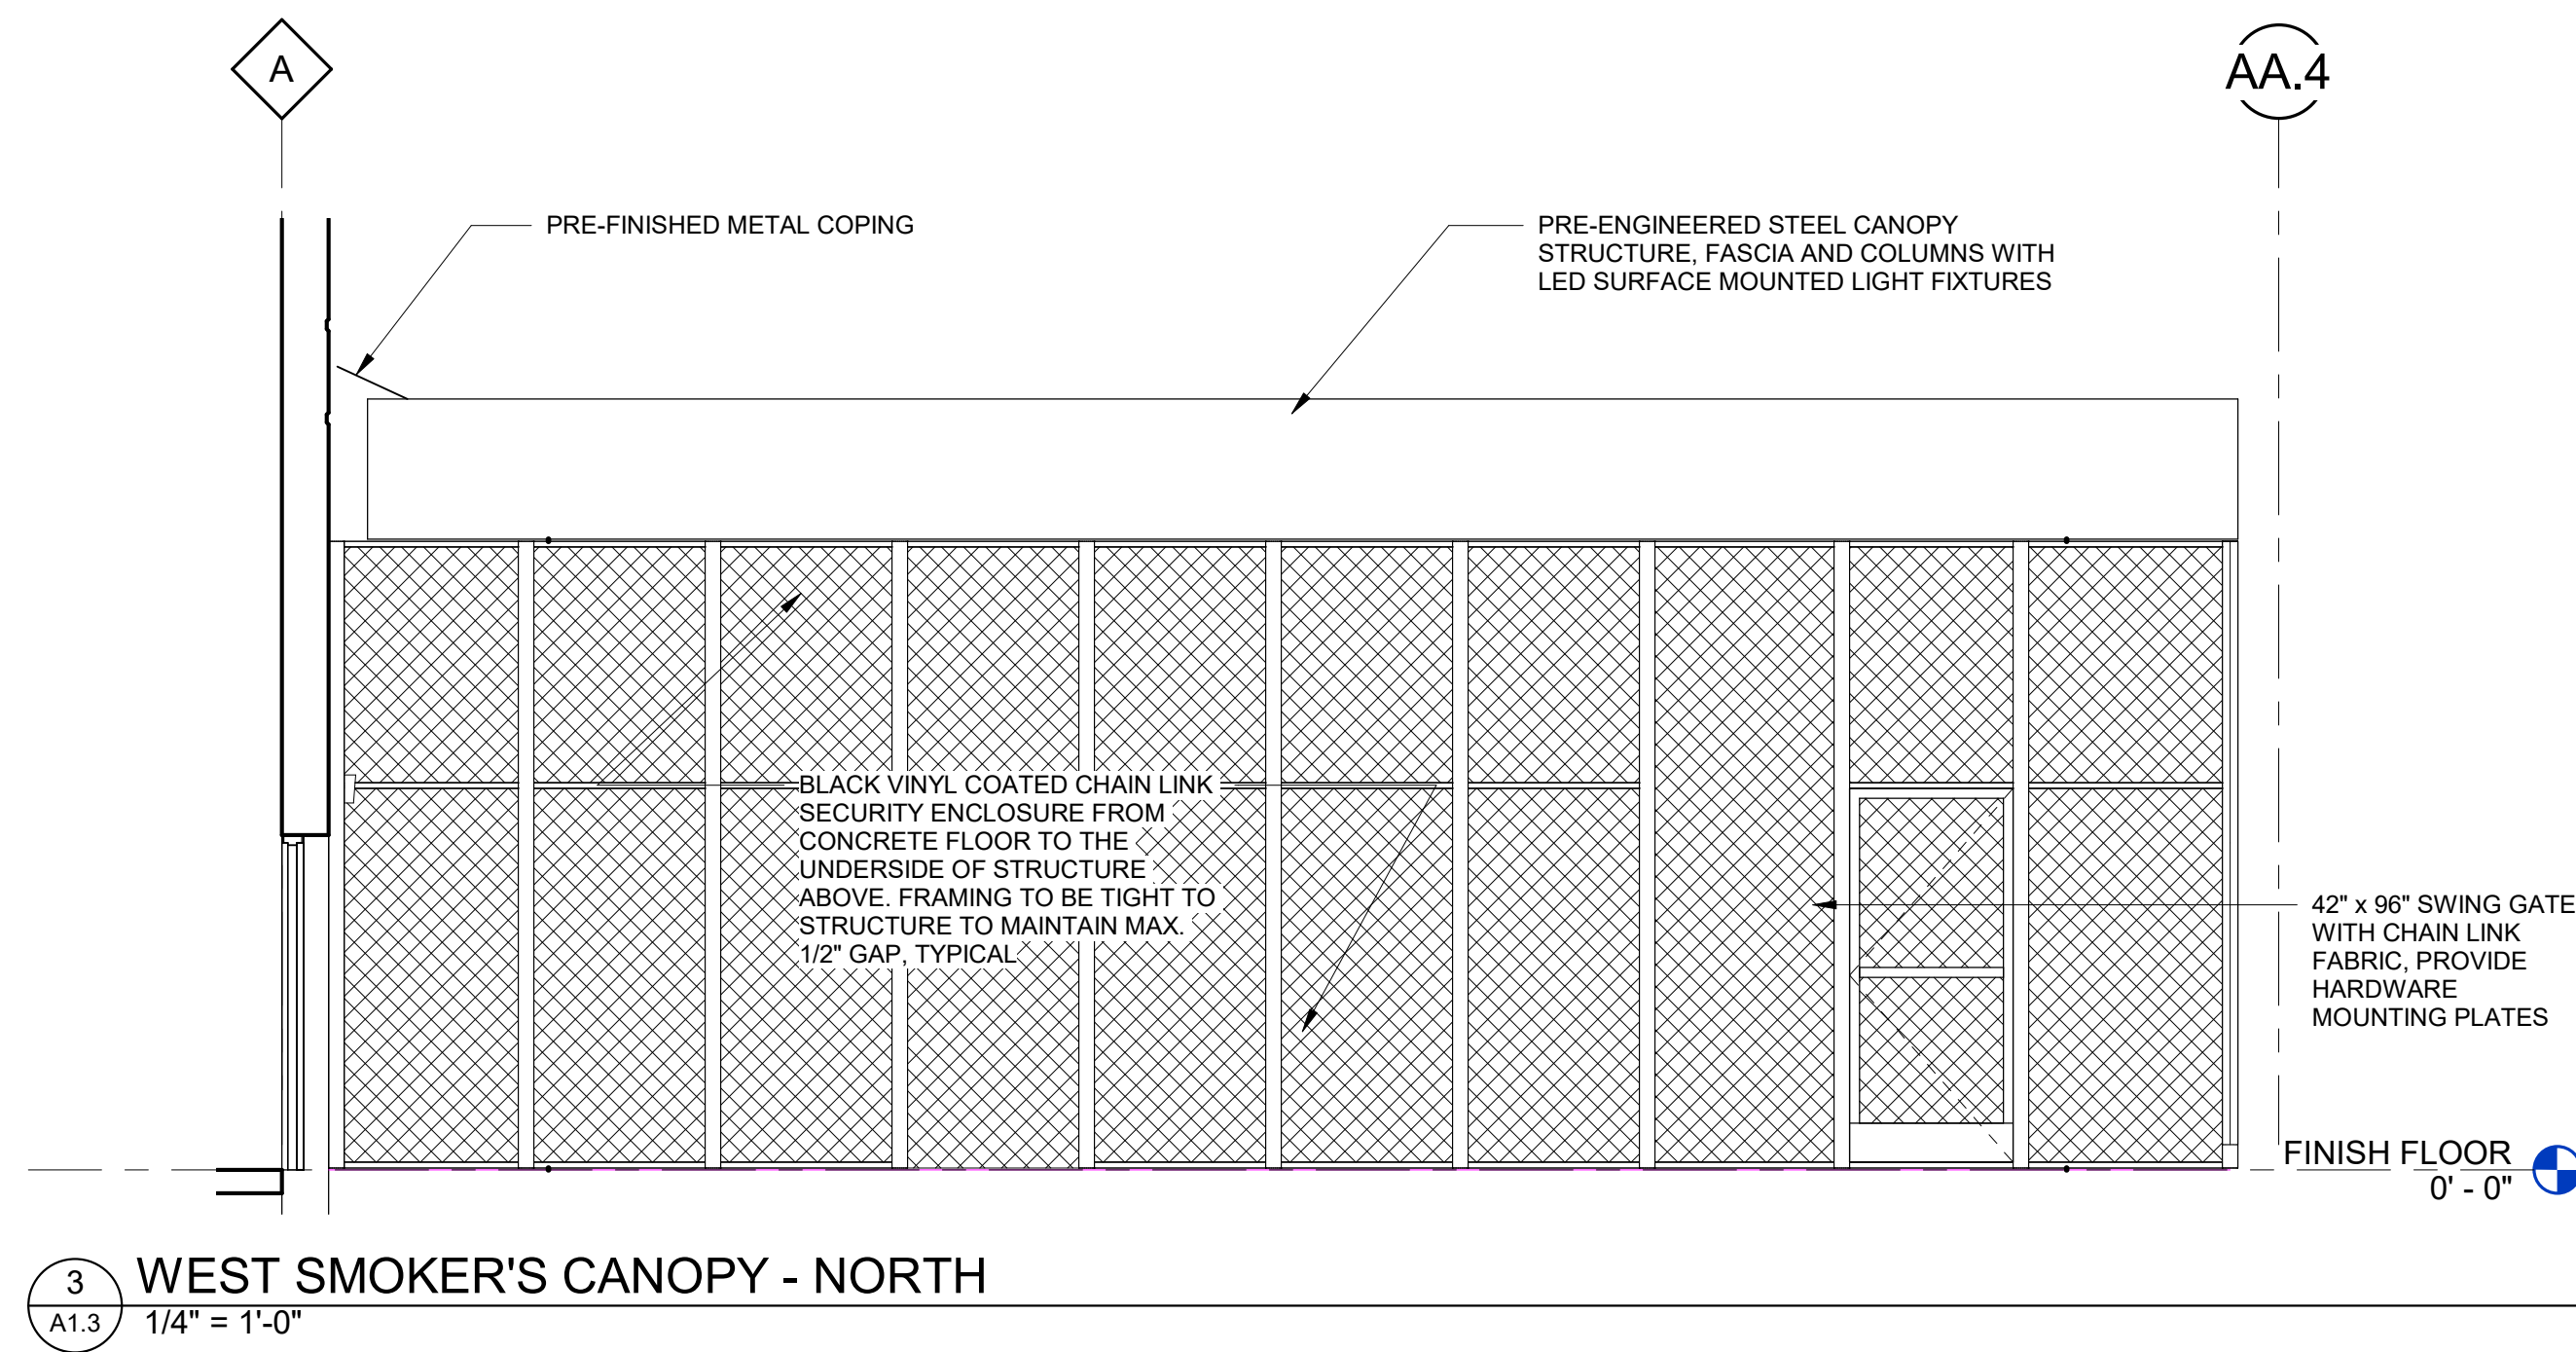 A
AA.4
PRE-FINISHED METAL COPING
PRE-ENGINEERED STEEL CANOPY
STRUCTURE, FASCIA AND COLUMNS WITH
LED SURFACE MOUNTED LIGHT FIXTURES
BLACK VINYL COATED CHAIN LINK
SECURITY ENCLOSURE FROM
CONCRETE FLOOR TO THE
UNDERSIDE OF STRUCTURE
ABOVE. FRAMING TO BE TIGHT TO
STRUCTURE TO MAINTAIN MAX.
1/2" GAP, TYPICAL
42" x 96" SWING GATE
WITH CHAIN LINK
FABRIC, PROVIDE
HARDWARE
MOUNTING PLATES
FINISH FLOOR
0' - 0"
3
A1.3
WEST SMOKER'S CANOPY - NORTH
1/4" = 1'-0"